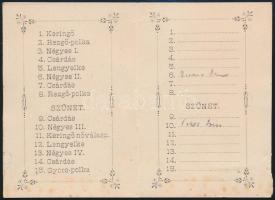 1. Keringő
2. Rezgő-polka
3. Négyes I.
4. Csárdás
5. Lengyelke
6. Négyes II.
7. Csárdás
8. Rezgő-polka
SZÜNET.
9. Csárdás
10. Négyes III.
11. Keringő nőválasz.
12. Lengyelke
13. Négyes IV.
14. Csárdás
15. Gyors-polka
1.
2.
3.
4.
5.
6.
7.
8.
SZÜNET.
9.
10.
11.
12.
13.
14.
15.